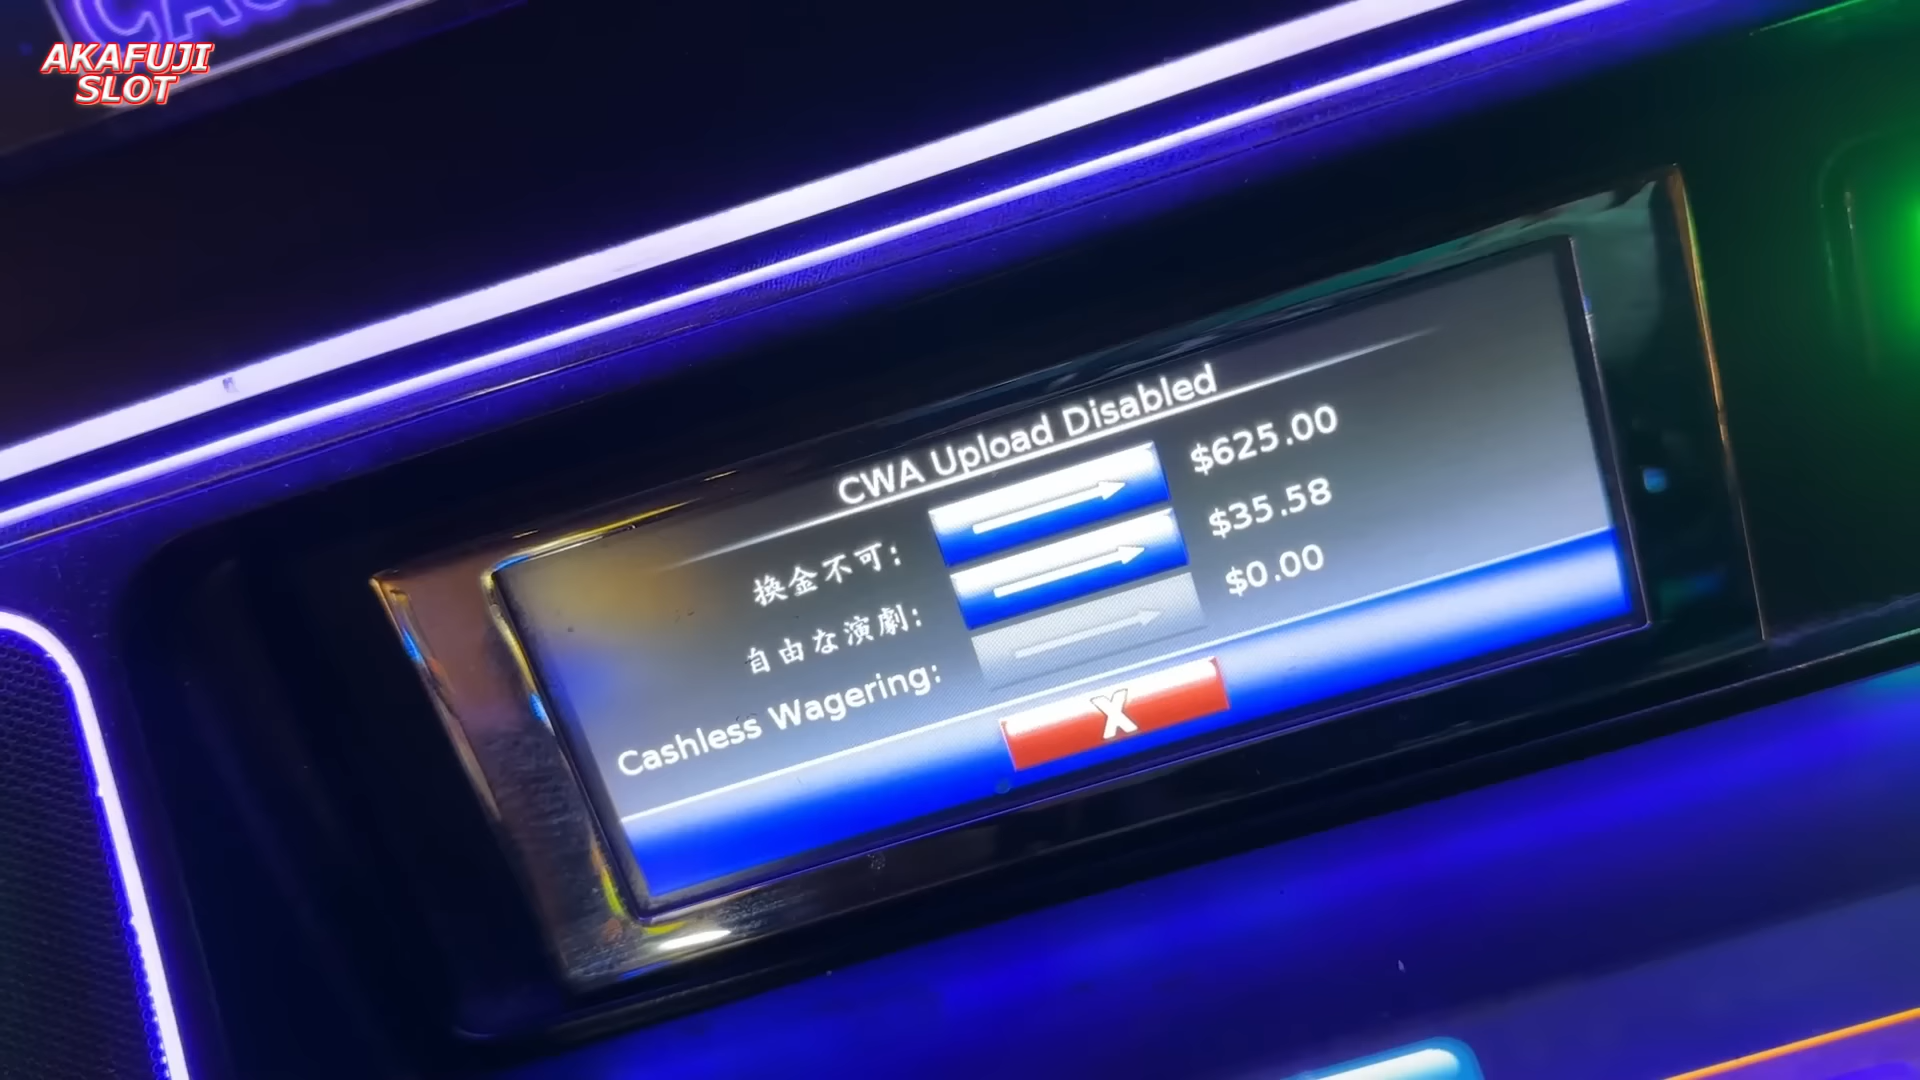 AKAFUJI
SLOT
CWA Upload Disabled
換金不可: $625.00
自由な演劇: $35.58
Cashless Wagering: $0.00
X